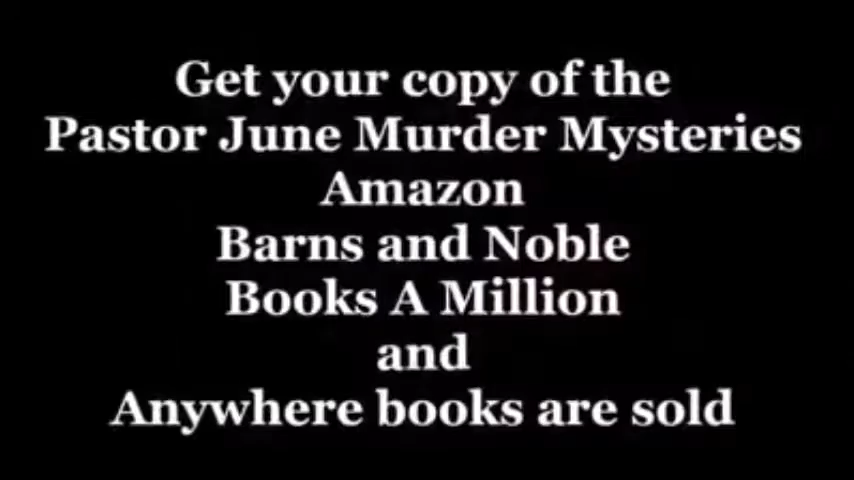 Get your copy of the
Pastor June Murder Mysteries
Amazon
Barns and Noble
Books A Million
and
Anywhere books are sold